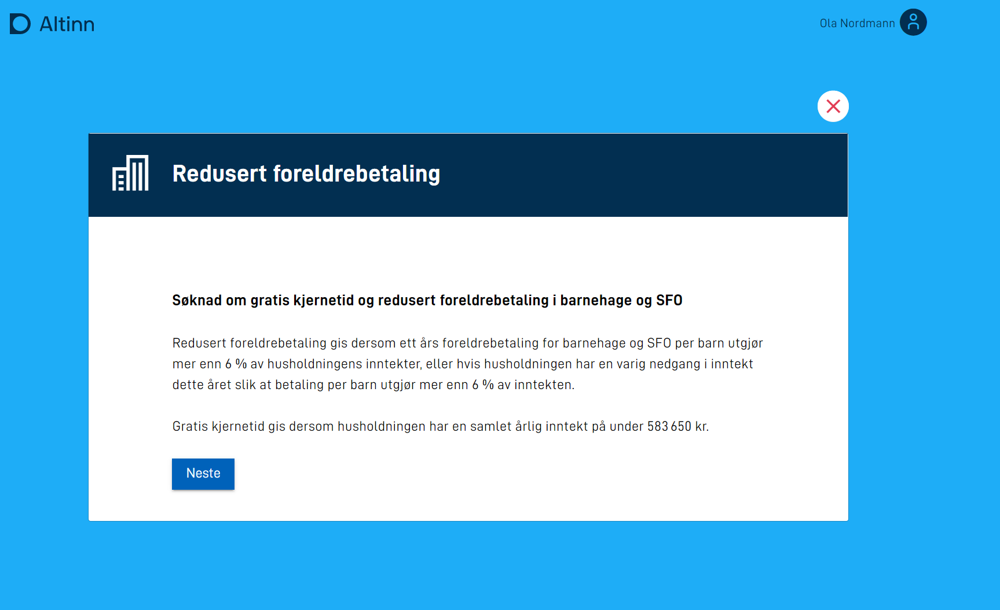 Altinn
Ola Nordmann
Redusert foreldrebetaling
Søknad om gratis kjernetid og redusert foreldrebetaling i barnehage og SFO
Redusert foreldrebetaling gis dersom ett års foreldrebetaling for barnehage og SFO per barn utgjør
mer enn 6 % av husholdningens inntekter, eller hvis husholdningen har en varig nedgang i inntekt
dette året slik at betaling per barn utgjør mer enn 6 % av inntekten.
Gratis kjernetid gis dersom husholdningen har en samlet årlig inntekt på under 583 650 kr.
Neste